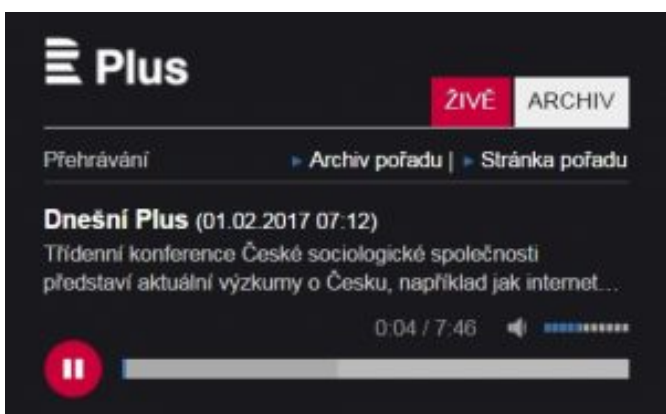 Plus
ŽIVĚ ARCHIV
Přehrávání ▸ Archiv pořadu | ▸ Stránka pořadu
Dnešní Plus (01.02.2017 07:12)
Třídenní konference České sociologické společnosti
představí aktuální výzkumy o Česku, například jak internet...
0:04 / 7:46